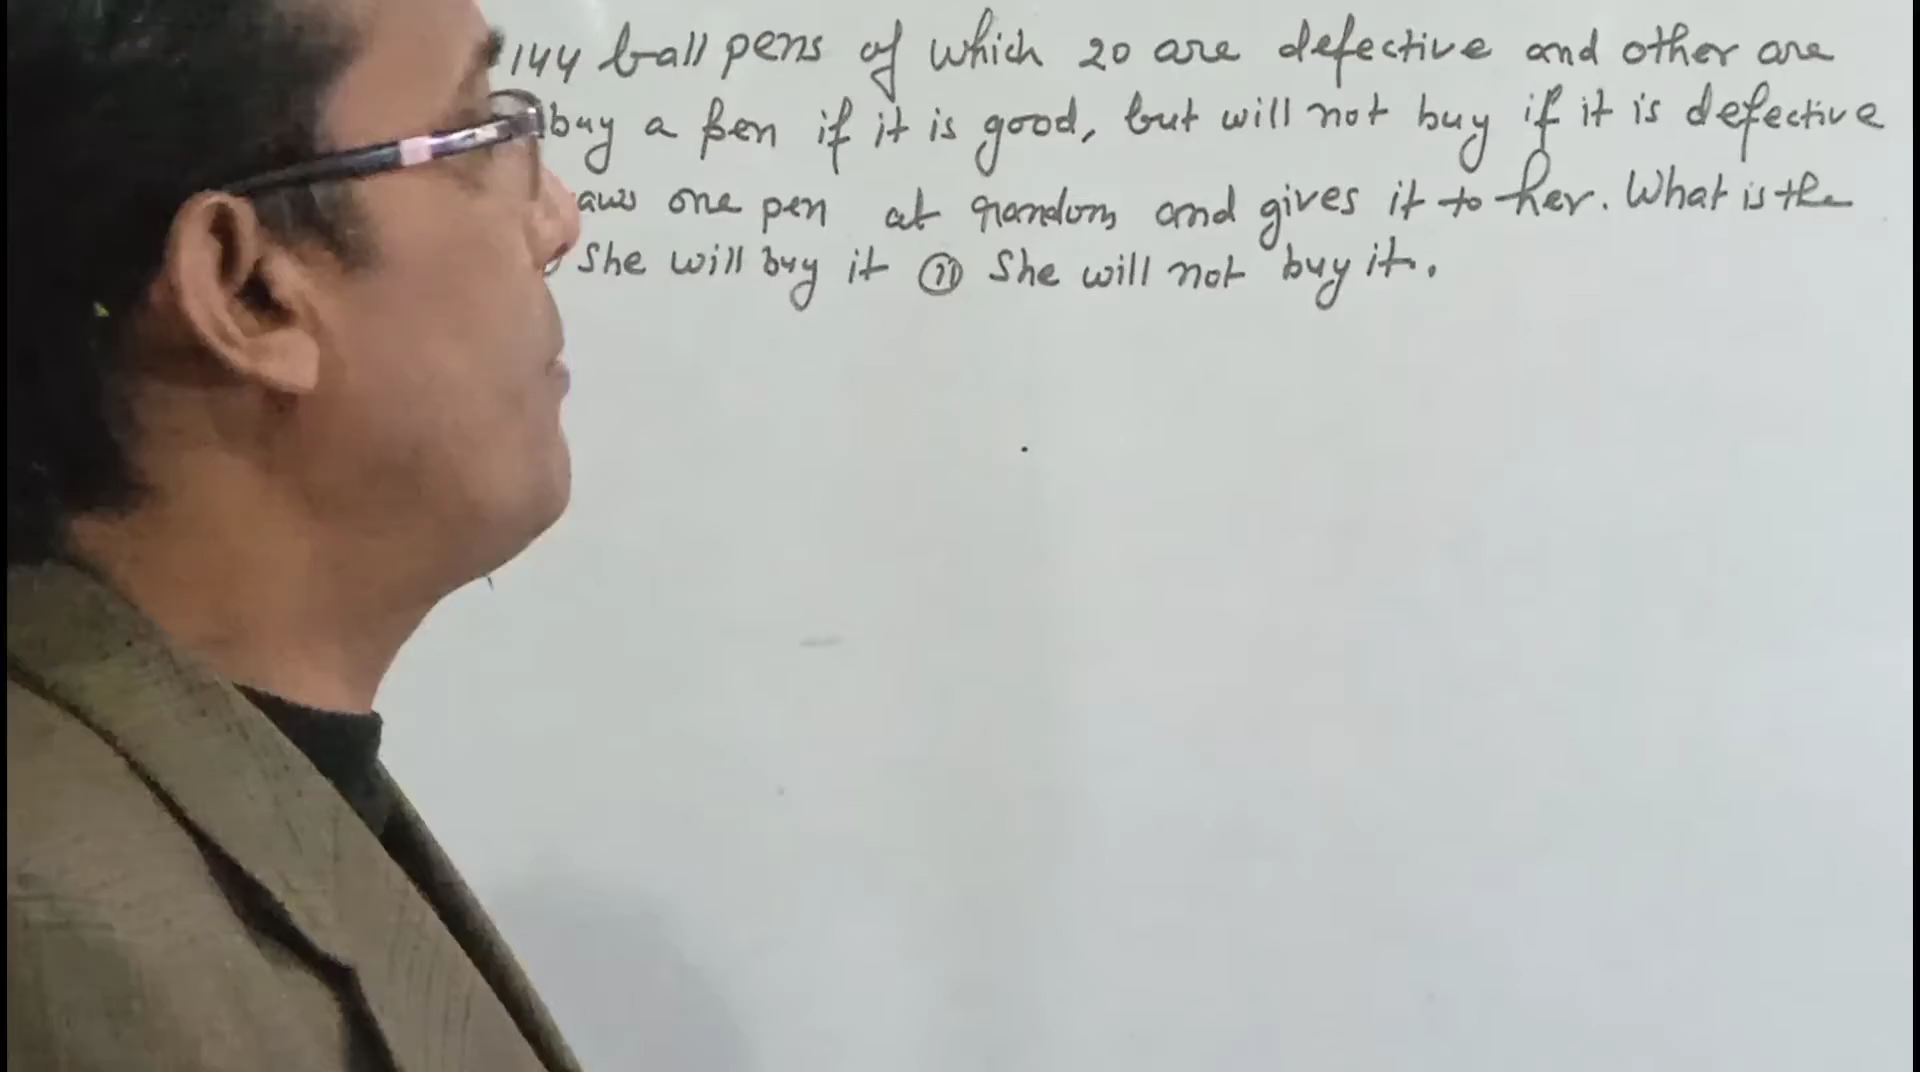 144 ball pens of which 20 are defective and other are
buy a pen if it is good, but will not buy if it is defective
aws one pen at random and gives it to her. What is the
She will buy it (ii) She will not buy it.